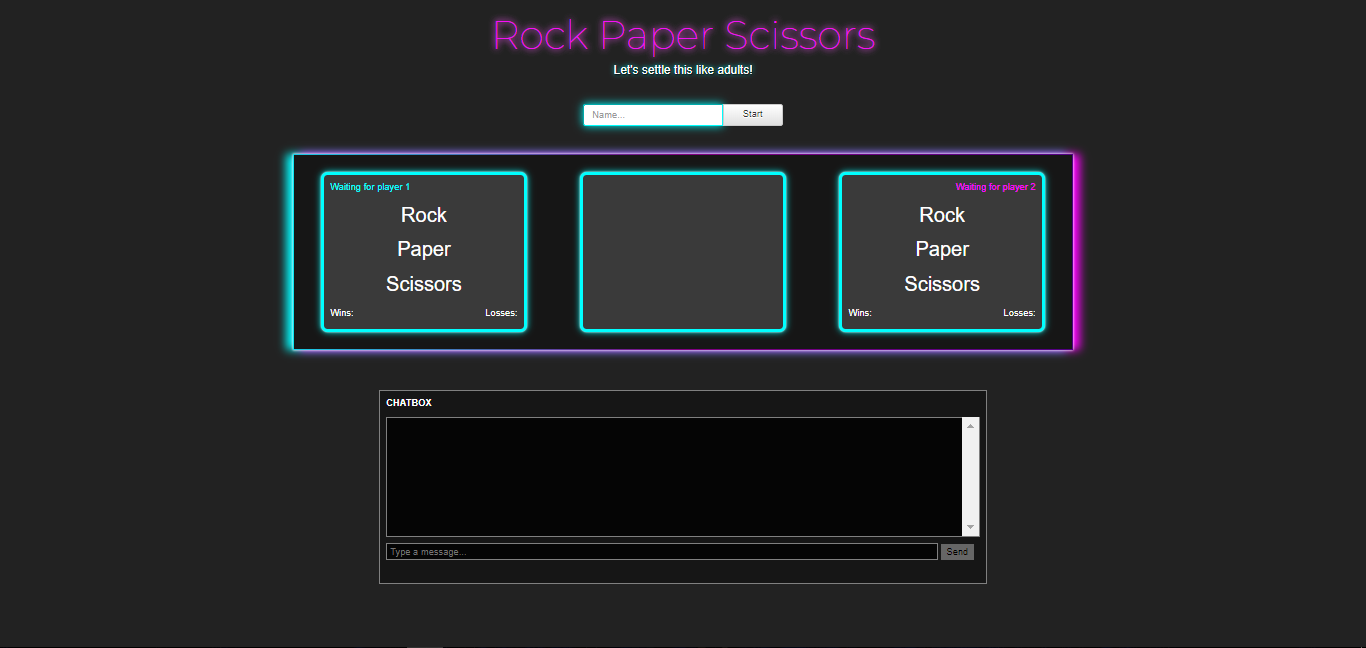 Rock Paper Scissors
Let's settle this like adults!
Name...
Start
Waiting for player 1
Rock
Paper
Scissors
Wins:
Losses:
Waiting for player 2
Rock
Paper
Scissors
Wins:
Losses:
CHATBOX
Type a message...
Send